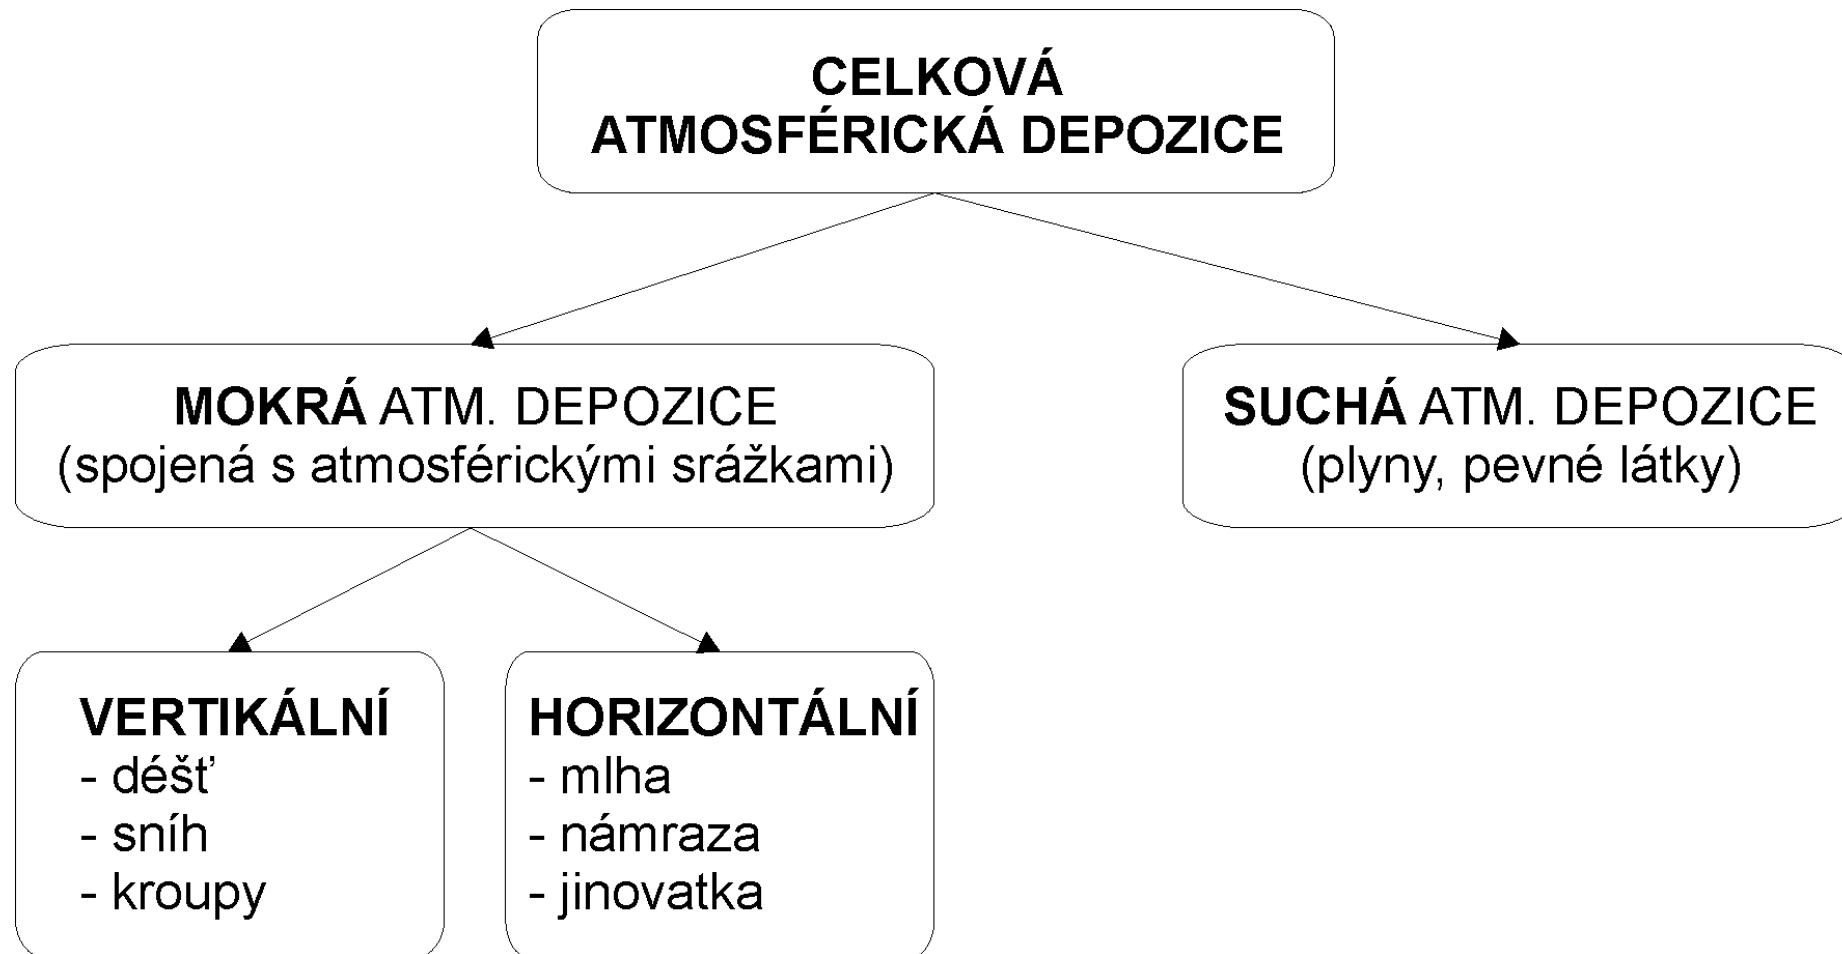 CELKOVÁ
ATMOSFÉRICKÁ DEPOZICE
MOKRÁ ATM. DEPOZICE
(spojená s atmosférickými srážkami)
SUCHÁ ATM. DEPOZICE
(plyny, pevné látky)
VERTIKÁLNÍ
- déšť
- sníh
- kroupy
HORIZONTÁLNÍ
- mlha
- námraza
- jinovatka